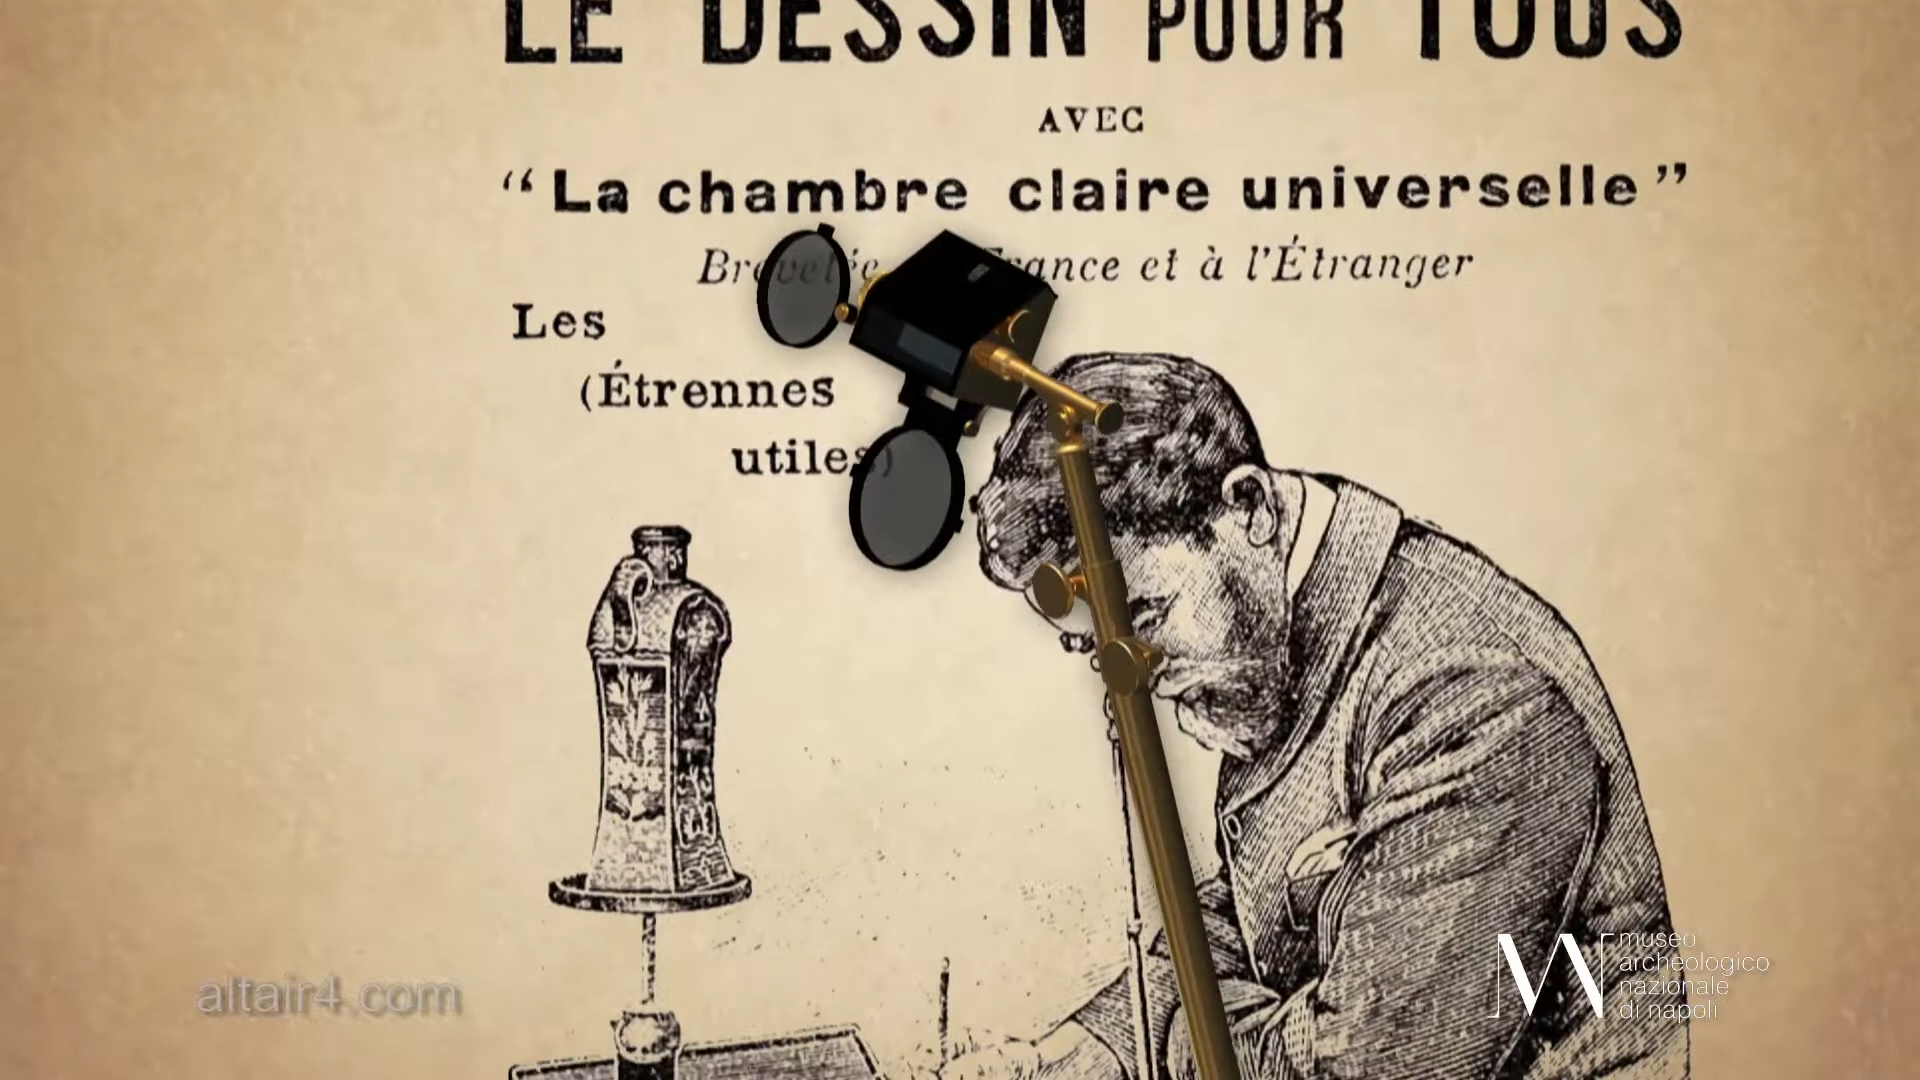 LE DESSIN POUR TOUS
AVEC
“La chambre claire universelle”
et à l'Étranger
Les
(Étrennes
utiles)
altair4.com
museo
archeologico
nazionale
di napoli